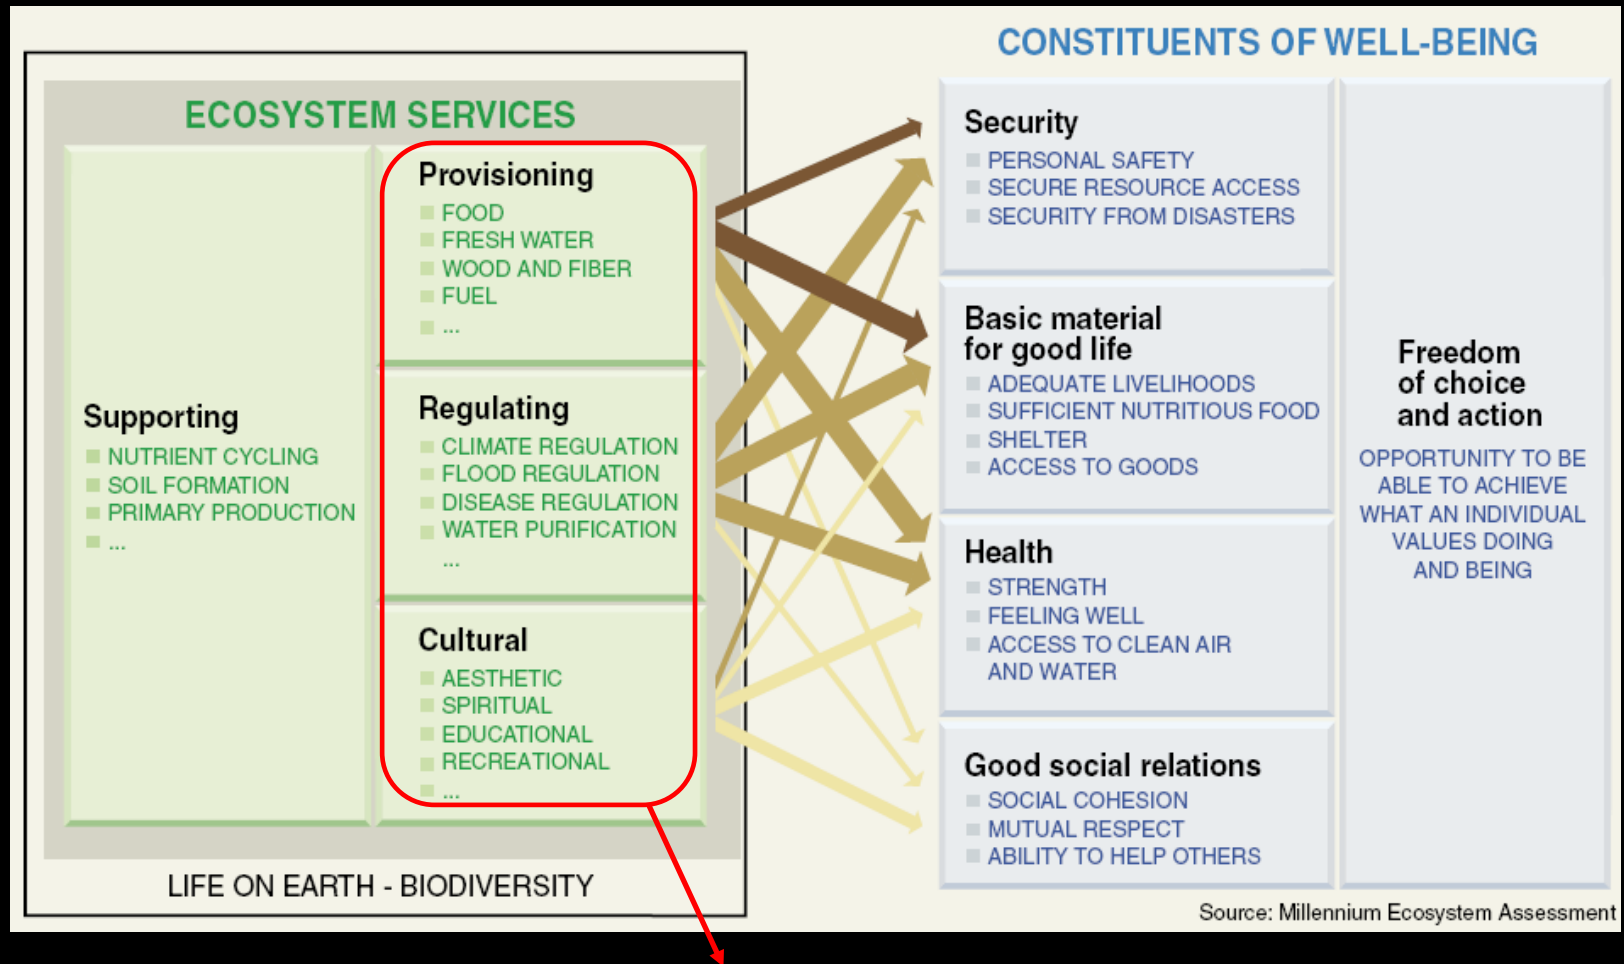 CONSTITUENTS OF WELL-BEING
ECOSYSTEM SERVICES
Supporting
NUTRIENT CYCLING
SOIL FORMATION
PRIMARY PRODUCTION
...
Provisioning
FOOD
FRESH WATER
WOOD AND FIBER
FUEL
...
Regulating
CLIMATE REGULATION
FLOOD REGULATION
DISEASE REGULATION
WATER PURIFICATION
...
Cultural
AESTHETIC
SPIRITUAL
EDUCATIONAL
RECREATIONAL
...
LIFE ON EARTH - BIODIVERSITY
Security
PERSONAL SAFETY
SECURE RESOURCE ACCESS
SECURITY FROM DISASTERS
Basic material
for good life
ADEQUATE LIVELIHOODS
SUFFICIENT NUTRITIOUS FOOD
SHELTER
ACCESS TO GOODS
Health
STRENGTH
FEELING WELL
ACCESS TO CLEAN AIR
AND WATER
Good social relations
SOCIAL COHESION
MUTUAL RESPECT
ABILITY TO HELP OTHERS
Freedom
of choice
and action
OPPORTUNITY TO BE
ABLE TO ACHIEVE
WHAT AN INDIVIDUAL
VALUES DOING
AND BEING
Source: Millennium Ecosystem Assessment